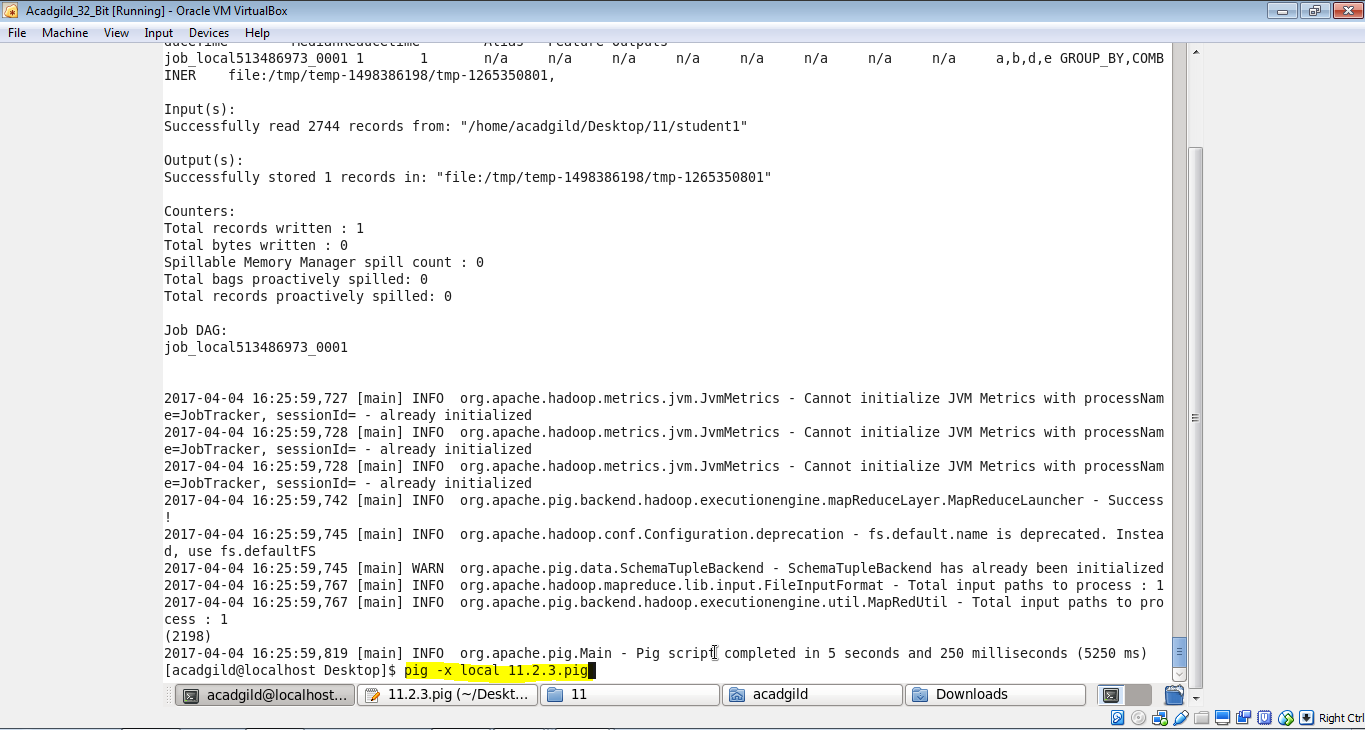 Acadgild_32_Bit [Running] - Oracle VM VirtualBox
File Machine View Input Devices Help
job_local513486973_0001 1 1 n/a n/a n/a n/a n/a n/a n/a n/a a,b,d,e GROUP_BY,COMB
INER file:/tmp/temp-1498386198/tmp-1265350801,
Input(s):
Successfully read 2744 records from: "/home/acadgild/Desktop/11/student1"
Output(s):
Successfully stored 1 records in: "file:/tmp/temp-1498386198/tmp-1265350801"
Counters:
Total records written : 1
Total bytes written : 0
Spillable Memory Manager spill count : 0
Total bags proactively spilled: 0
Total records proactively spilled: 0
Job DAG:
job_local513486973_0001
2017-04-04 16:25:59,727 [main] INFO org.apache.hadoop.metrics.jvm.JvmMetrics - Cannot initialize JVM Metrics with processNam
e=JobTracker, sessionId= - already initialized
2017-04-04 16:25:59,728 [main] INFO org.apache.hadoop.metrics.jvm.JvmMetrics - Cannot initialize JVM Metrics with processNam
e=JobTracker, sessionId= - already initialized
2017-04-04 16:25:59,728 [main] INFO org.apache.hadoop.metrics.jvm.JvmMetrics - Cannot initialize JVM Metrics with processNam
e=JobTracker, sessionId= - already initialized
2017-04-04 16:25:59,742 [main] INFO org.apache.pig.backend.hadoop.executionengine.mapReduceLayer.MapReduceLauncher - Success
!
2017-04-04 16:25:59,745 [main] INFO org.apache.hadoop.conf.Configuration.deprecation - fs.default.name is deprecated. Instea
d, use fs.defaultFS
2017-04-04 16:25:59,745 [main] WARN org.apache.pig.data.SchemaTupleBackend - SchemaTupleBackend has already been initialized
2017-04-04 16:25:59,767 [main] INFO org.apache.hadoop.mapreduce.lib.input.FileInputFormat - Total input paths to process : 1
2017-04-04 16:25:59,767 [main] INFO org.apache.pig.backend.hadoop.executionengine.util.MapRedUtil - Total input paths to pro
cess : 1
(2198)
2017-04-04 16:25:59,819 [main] INFO org.apache.pig.Main - Pig script completed in 5 seconds and 250 milliseconds (5250 ms)
[acadgild@localhost Desktop]$ pig -x local 11.2.3.pig
acadgild@localhost... 11.2.3.pig (~/Deskt... 11 acadgild Downloads
Right Ctrl